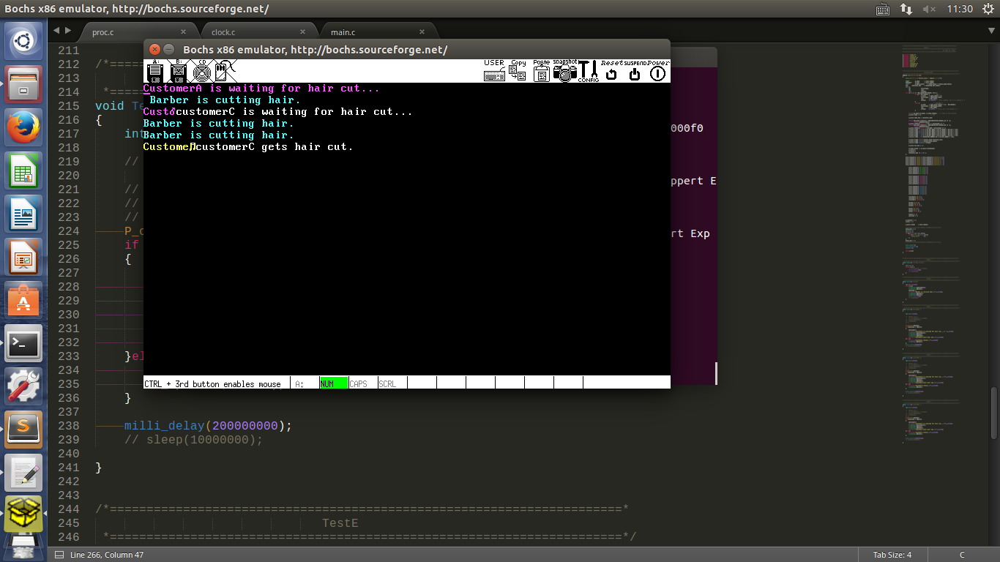 Bochs x86 emulator, http://bochs.sourceforge.net/
11:30
proc.c
clock.c
main.c
Bochs x86 emulator, http://bochs.sourceforge.net/
A:
B:
CD
USER
Copy
Paste
snapshot
CONFIG
Reset
SUSPEND
Power
CustomerA is waiting for hair cut...
Barber is cutting hair.
Custo customerC is waiting for hair cut...
Barber is cutting hair.
Barber is cutting hair.
Custome customerC gets hair cut.
CTRL + 3rd button enables mouse
A:
NUM
CAPS
SCRL
000f0
ppert E
rt Exp
211
212 /*=====
213
214 *=====
215 void Te
216 {
217 int
218
219 //
220
221 //
222 //
223 //
224 P_c
225 if
226 {
227
228
229
230
231
232
233 }el
234
235
236 }
237
238 milli_delay(200000000);
239 // sleep(10000000);
240
241 }
242
243
244 /*======================================================================*
245 TestE
246 *======================================================================*/
Line 266, Column 47
Tab Size: 4
C